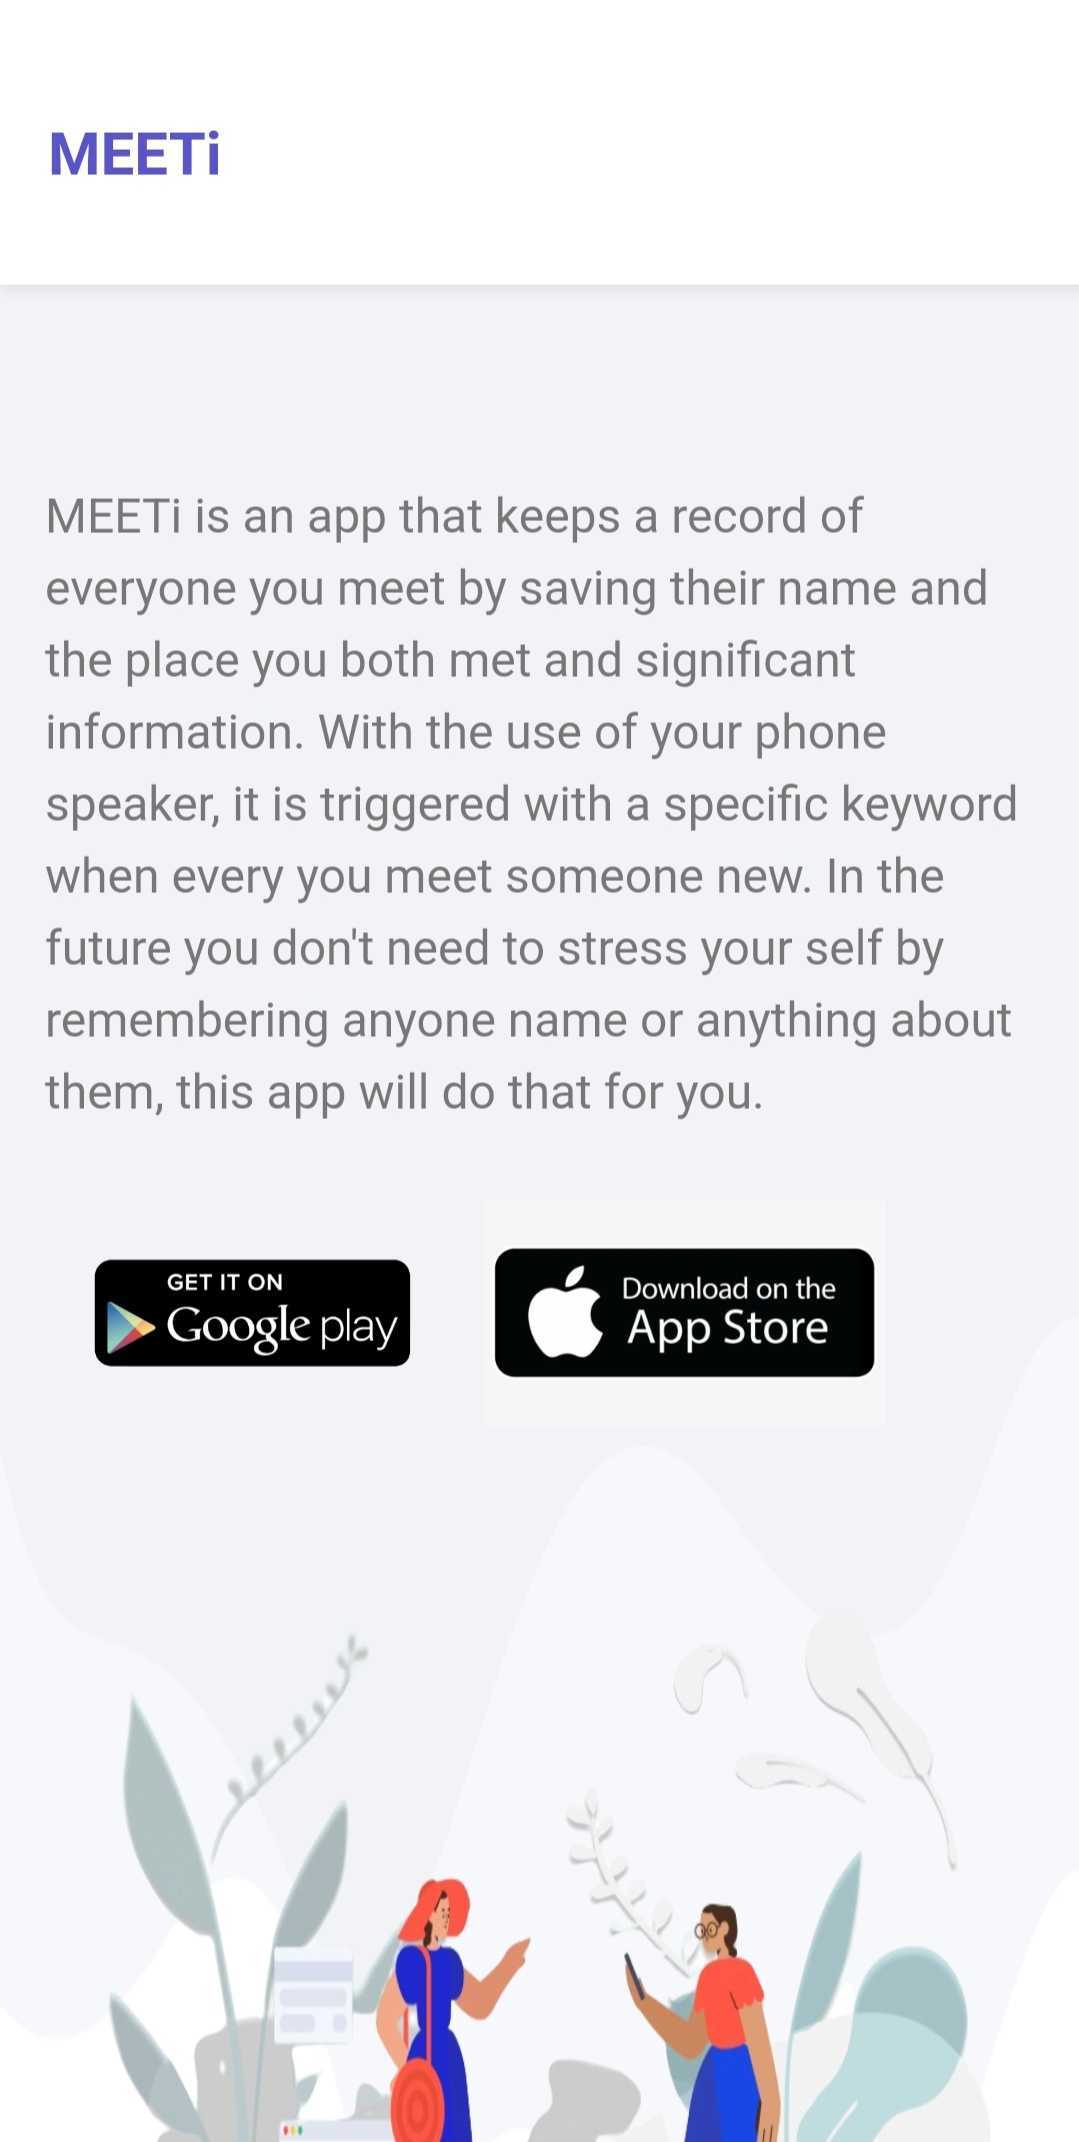 MEETi
MEETi is an app that keeps a record of
everyone you meet by saving their name and
the place you both met and significant
information. With the use of your phone
speaker, it is triggered with a specific keyword
when every you meet someone new. In the
future you don't need to stress your self by
remembering anyone name or anything about
them, this app will do that for you.
GET IT ON
Google play
Download on the
App Store